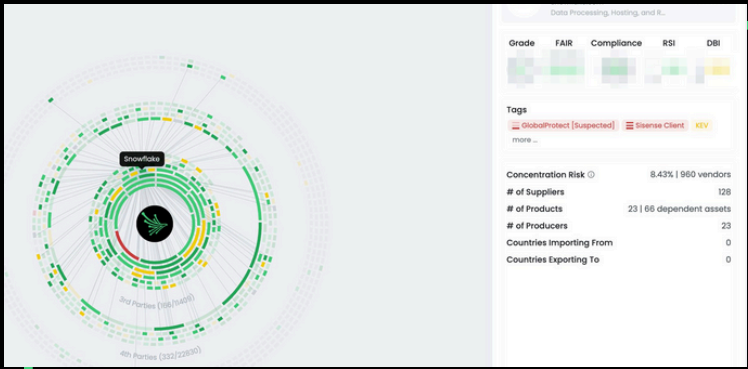 Data Processing, Hosting, and R...
Grade FAIR Compliance RSI DBI
Tags
GlobalProtect [Suspected] Sisense Client KEV
more ...
Snowflake
Concentration Risk 8.43% | 960 vendors
# of Suppliers 128
# of Products 23 | 66 dependent assets
# of Producers 23
Countries Importing From 0
Countries Exporting To 0
3rd Parties
4th Parties (332/22830)